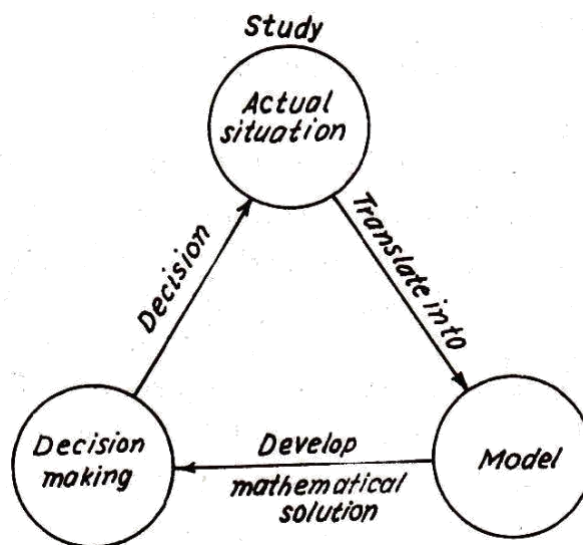 Study
Actual
situation
Translate into
Decision
Decision
making
Develop
mathematical
solution
Model